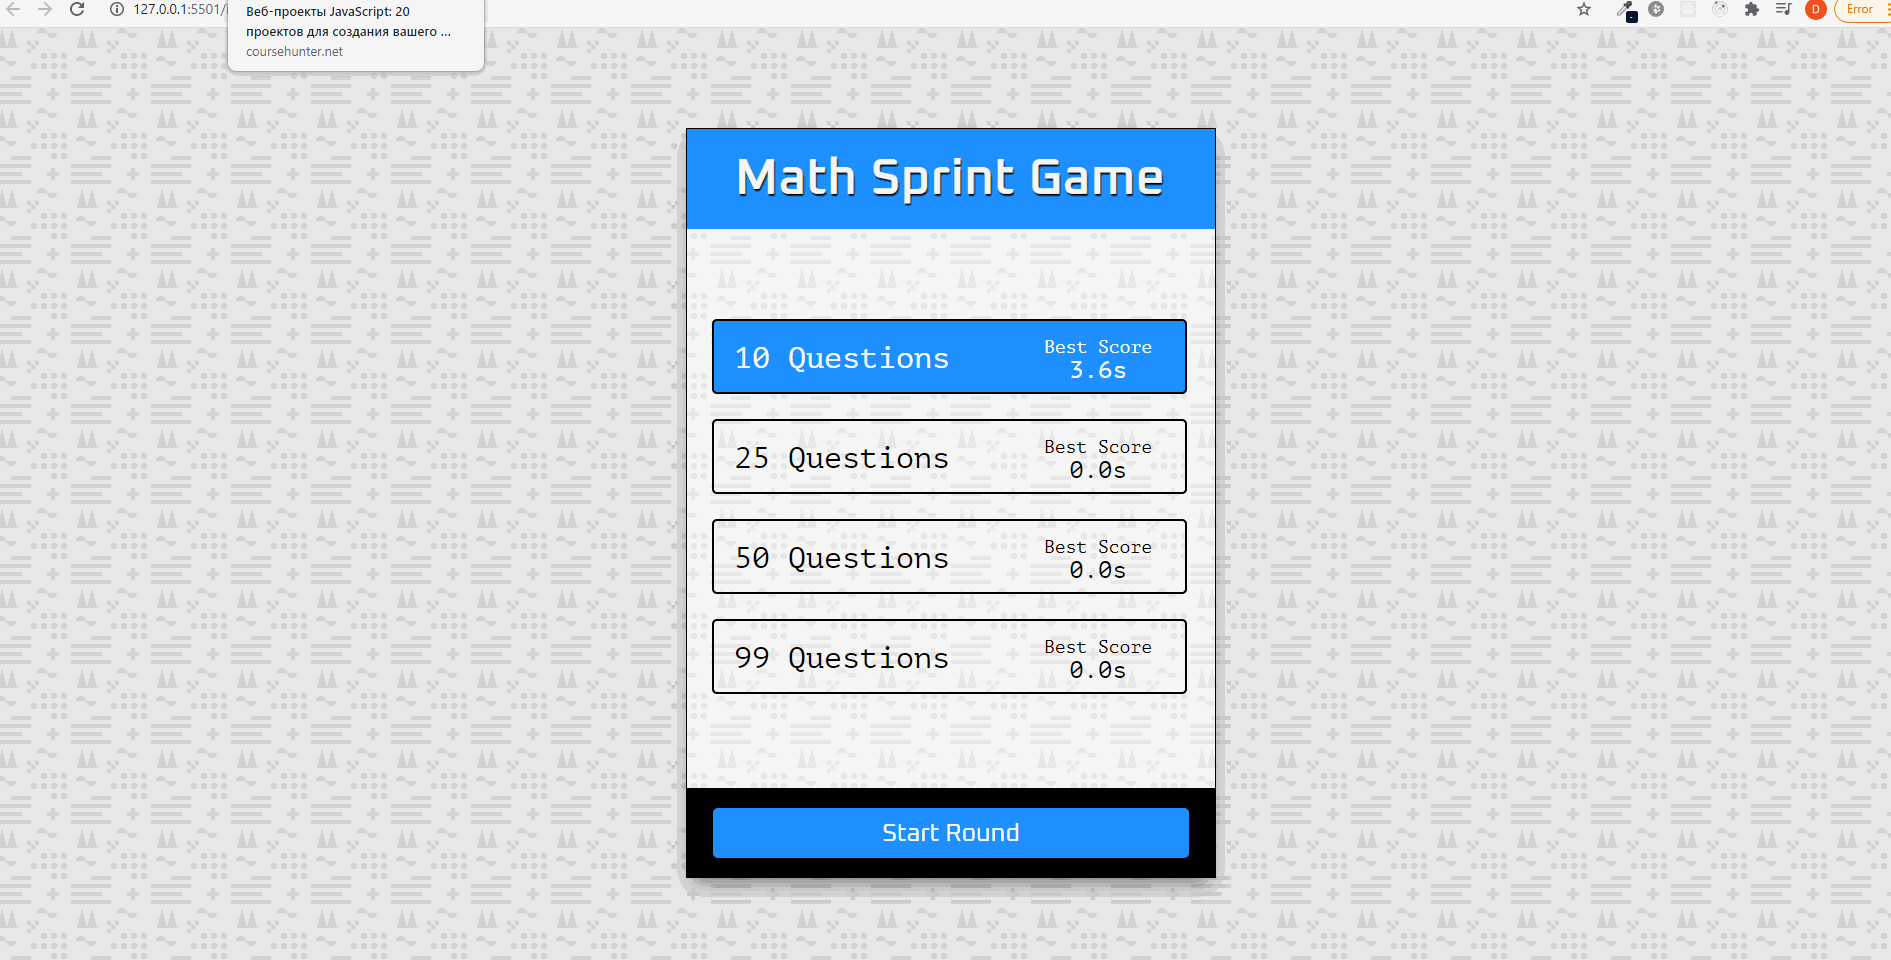 127.0.0.1:5501/
Веб-проекты JavaScript: 20
проектов для создания вашего ...
coursehunter.net
D
Error
Math Sprint Game
10 Questions
Best Score
3.6s
25 Questions
Best Score
0.0s
50 Questions
Best Score
0.0s
99 Questions
Best Score
0.0s
Start Round